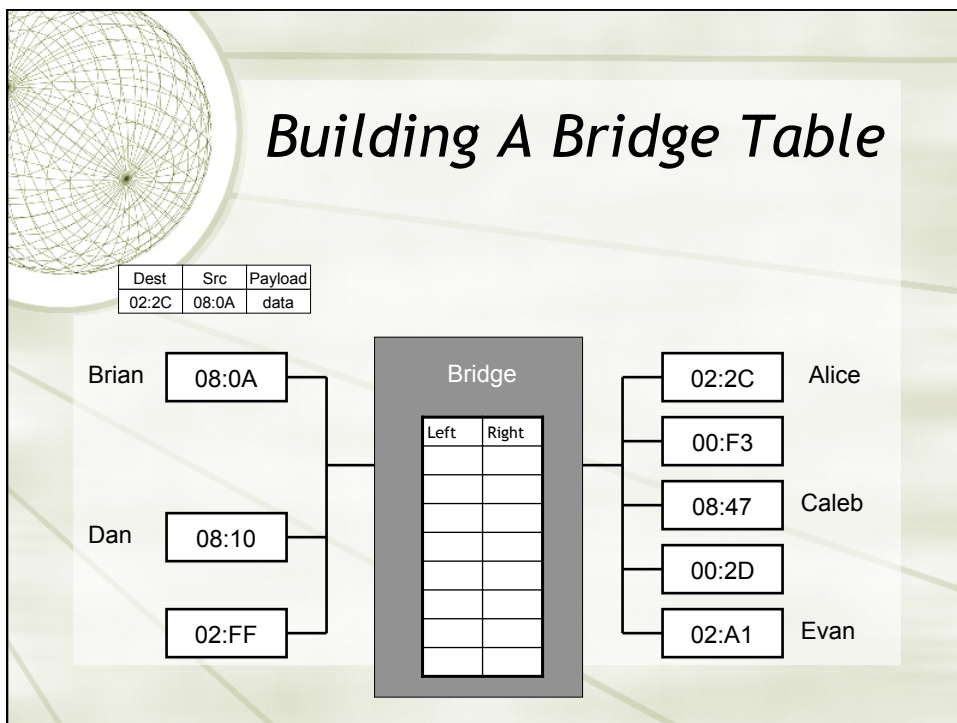 Building A Bridge Table
Dest Src Payload
02:2C 08:0A data
Brian 08:0A Bridge 02:2C Alice
Left Right
00:F3
08:47 Caleb
Dan 08:10
00:2D
02:FF 02:A1 Evan